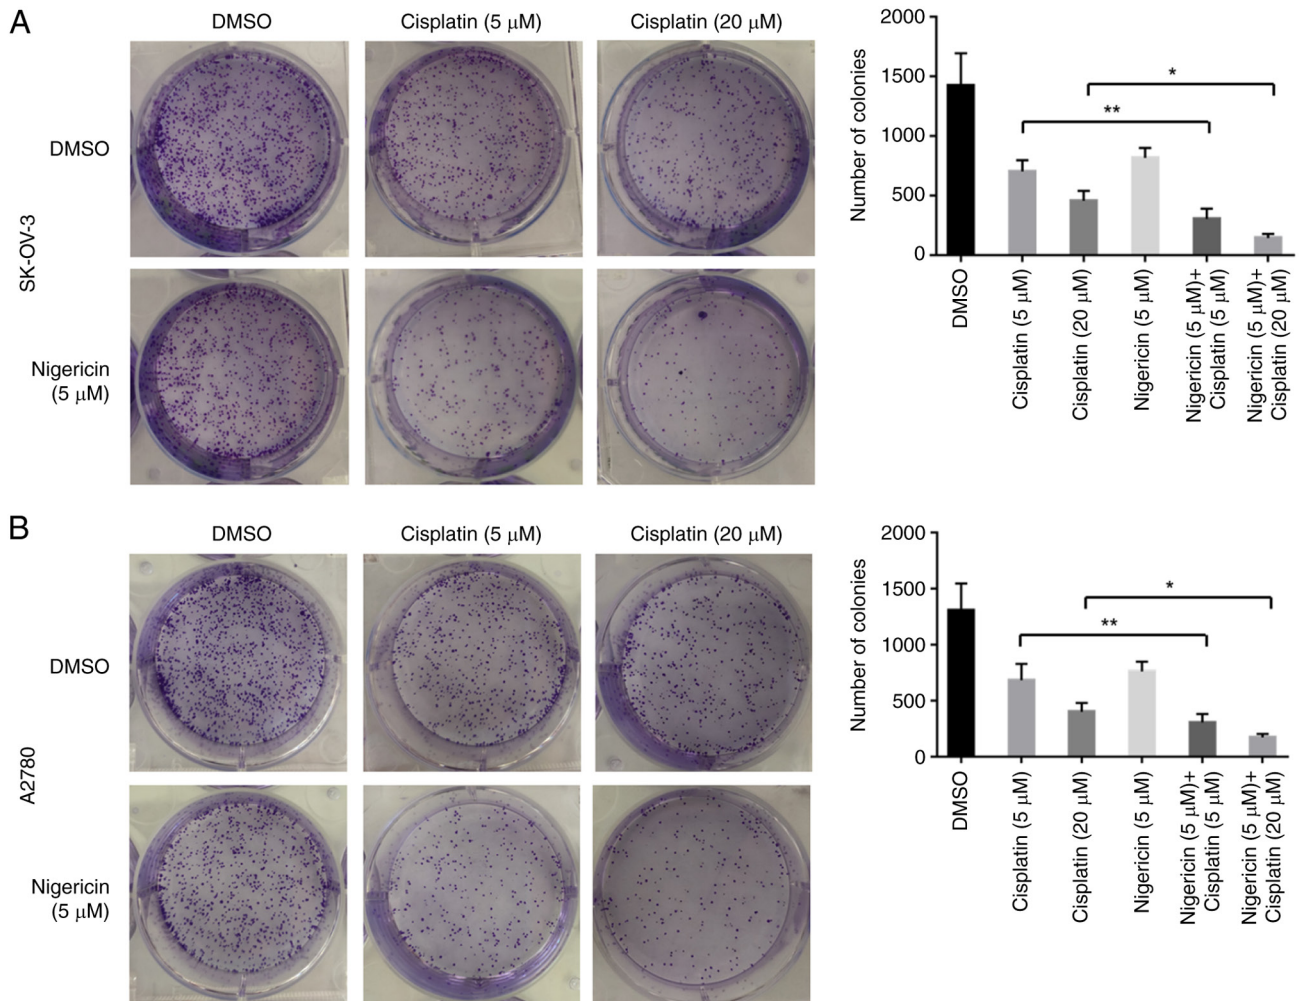 A
DMSO
Cisplatin (5 μM)
Cisplatin (20 μM)
DMSO
SK-OV-3
Nigericin
(5 μM)
Number of colonies
2000
1500
1000
500
0
*
**
DMSO
Cisplatin (5 μM)
Cisplatin (20 μM)
Nigericin (5 μM)
Nigericin (5 μM)+
Cisplatin (5 μM)
Nigericin (5 μM)+
Cisplatin (20 μM)
B
DMSO
Cisplatin (5 μM)
Cisplatin (20 μM)
DMSO
A2780
Nigericin
(5 μM)
Number of colonies
2000
1500
1000
500
0
*
**
DMSO
Cisplatin (5 μM)
Cisplatin (20 μM)
Nigericin (5 μM)
Nigericin (5 μM)+
Cisplatin (5 μM)
Nigericin (5 μM)+
Cisplatin (20 μM)